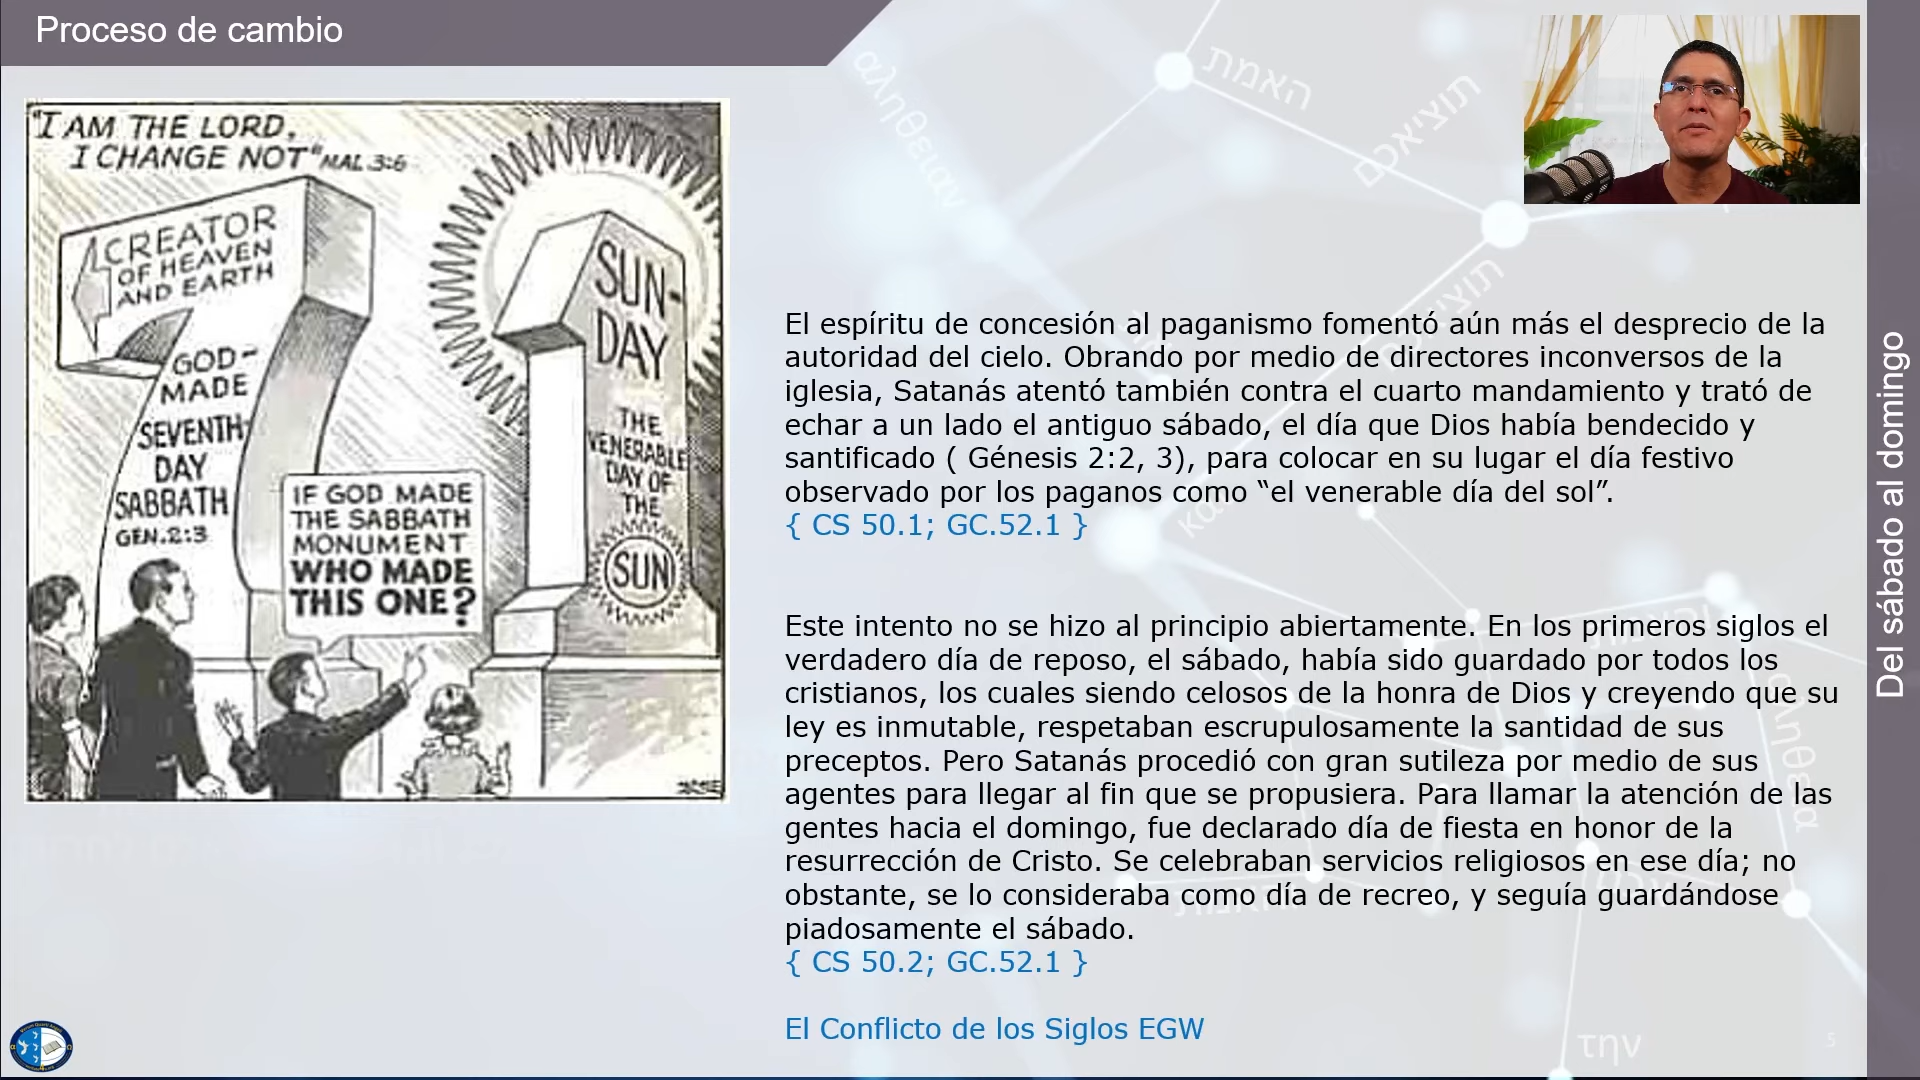 Proceso de cambio
"I AM THE LORD,
I CHANGE NOT" MAL 3:6
CREATOR
OF HEAVEN
AND EARTH
GOD-
MADE
SEVENTH
DAY
SABBATH
GEN.2:3
IF GOD MADE
THE SABBATH
MONUMENT
WHO MADE
THIS ONE?
SUN-
DAY
THE
VENERABLE
DAY OF
THE
SUN
El espíritu de concesión al paganismo fomentó aún más el desprecio de la
autoridad del cielo. Obrando por medio de directores inconversos de la
iglesia, Satanás atentó también contra el cuarto mandamiento y trató de
echar a un lado el antiguo sábado, el día que Dios había bendecido y
santificado ( Génesis 2:2, 3), para colocar en su lugar el día festivo
observado por los paganos como “el venerable día del sol”.
{ CS 50.1; GC.52.1 }
Este intento no se hizo al principio abiertamente. En los primeros siglos el
verdadero día de reposo, el sábado, había sido guardado por todos los
cristianos, los cuales siendo celosos de la honra de Dios y creyendo que su
ley es inmutable, respetaban escrupulosamente la santidad de sus
preceptos. Pero Satanás procedió con gran sutileza por medio de sus
agentes para llegar al fin que se propusiera. Para llamar la atención de las
gentes hacia el domingo, fue declarado día de fiesta en honor de la
resurrección de Cristo. Se celebraban servicios religiosos en ese día; no
obstante, se lo consideraba como día de recreo, y seguía guardándose
piadosamente el sábado.
{ CS 50.2; GC.52.1 }
El Conflicto de los Siglos EGW
Del sábado al domingo
αληθειαν
האמת
תוציאכם
την
5